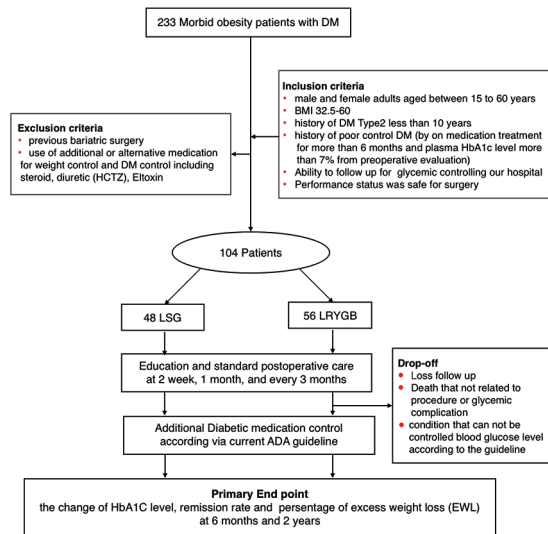 233 Morbid obesity patients with DM
Inclusion criteria
• male and female adults aged between 15 to 60 years
• BMI 32.5-60
• history of DM Type2 less than 10 years
• history of poor control DM (by on medication treatment
for more than 6 months and plasma HbA1c level more
than 7% from preoperative evaluation)
• Ability to follow up for glycemic controlling our hospital
• Performance status was safe for surgery
Exclusion criteria
• previous bariatric surgery
• use of additional or alternative medication
for weight control and DM control including
steroid, diuretic (HCTZ), Eltoxin
104 Patients
48 LSG
56 LRYGB
Education and standard postoperative care
at 2 week, 1 month, and every 3 months
Drop-off
• Loss follow up
• Death that not related to
procedure or glycemic
complication
• condition that can not be
controlled blood glucose level
according to the guideline
Additional Diabetic medication control
according via current ADA guideline
Primary End point
the change of HbA1C level, remission rate and persentage of excess weight loss (EWL)
at 6 months and 2 years